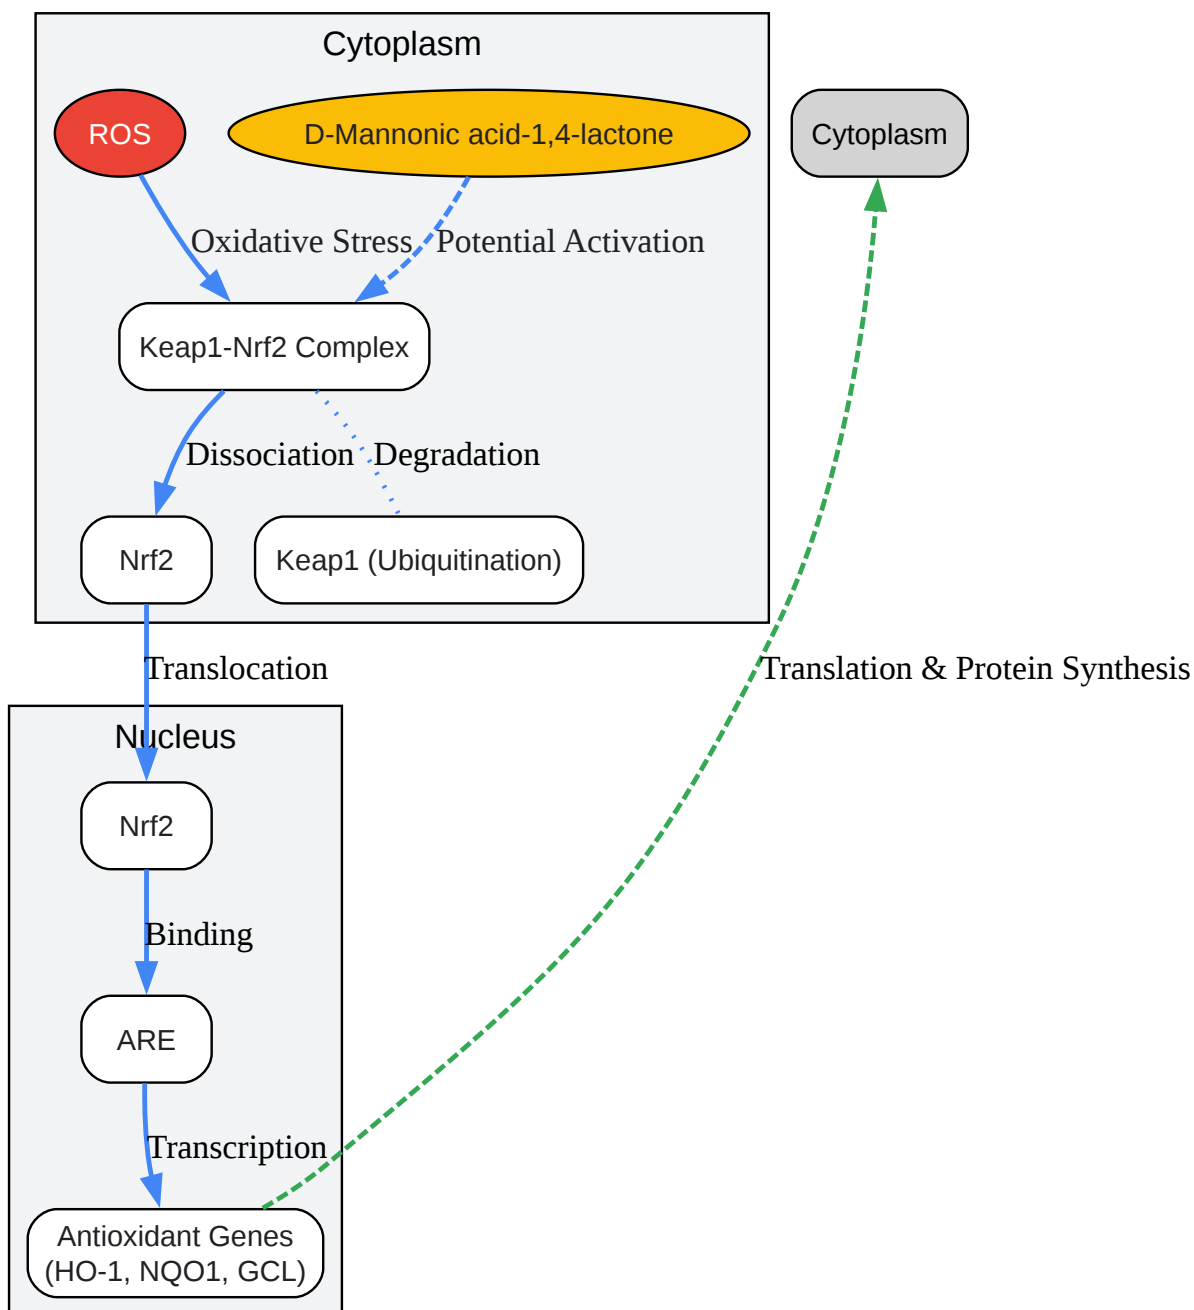 Cytoplasm
ROS
D-Mannonic acid-1,4-lactone
Cytoplasm
Oxidative Stress
Potential Activation
Keap1-Nrf2 Complex
Dissociation
Degradation
Nrf2
Keap1 (Ubiquitination)
Translocation
Translation & Protein Synthesis
Nucleus
Nrf2
Binding
ARE
Transcription
Antioxidant Genes
(HO-1, NQO1, GCL)